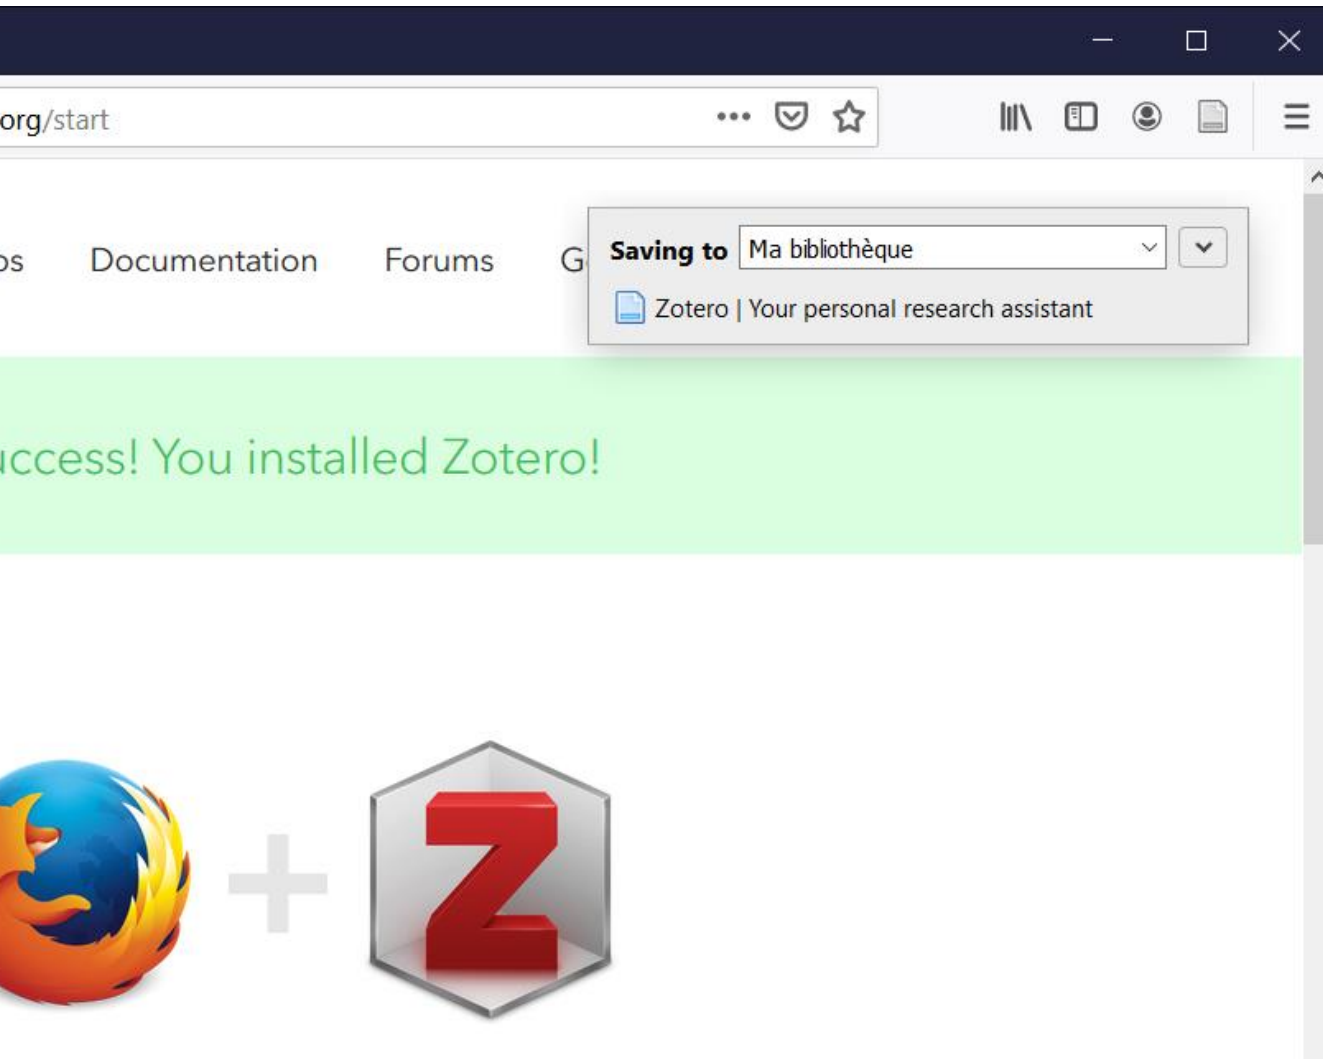 org/start
os Documentation Forums G
Saving to Ma bibliothèque
Zotero | Your personal research assistant
uccess! You installed Zotero!
Z